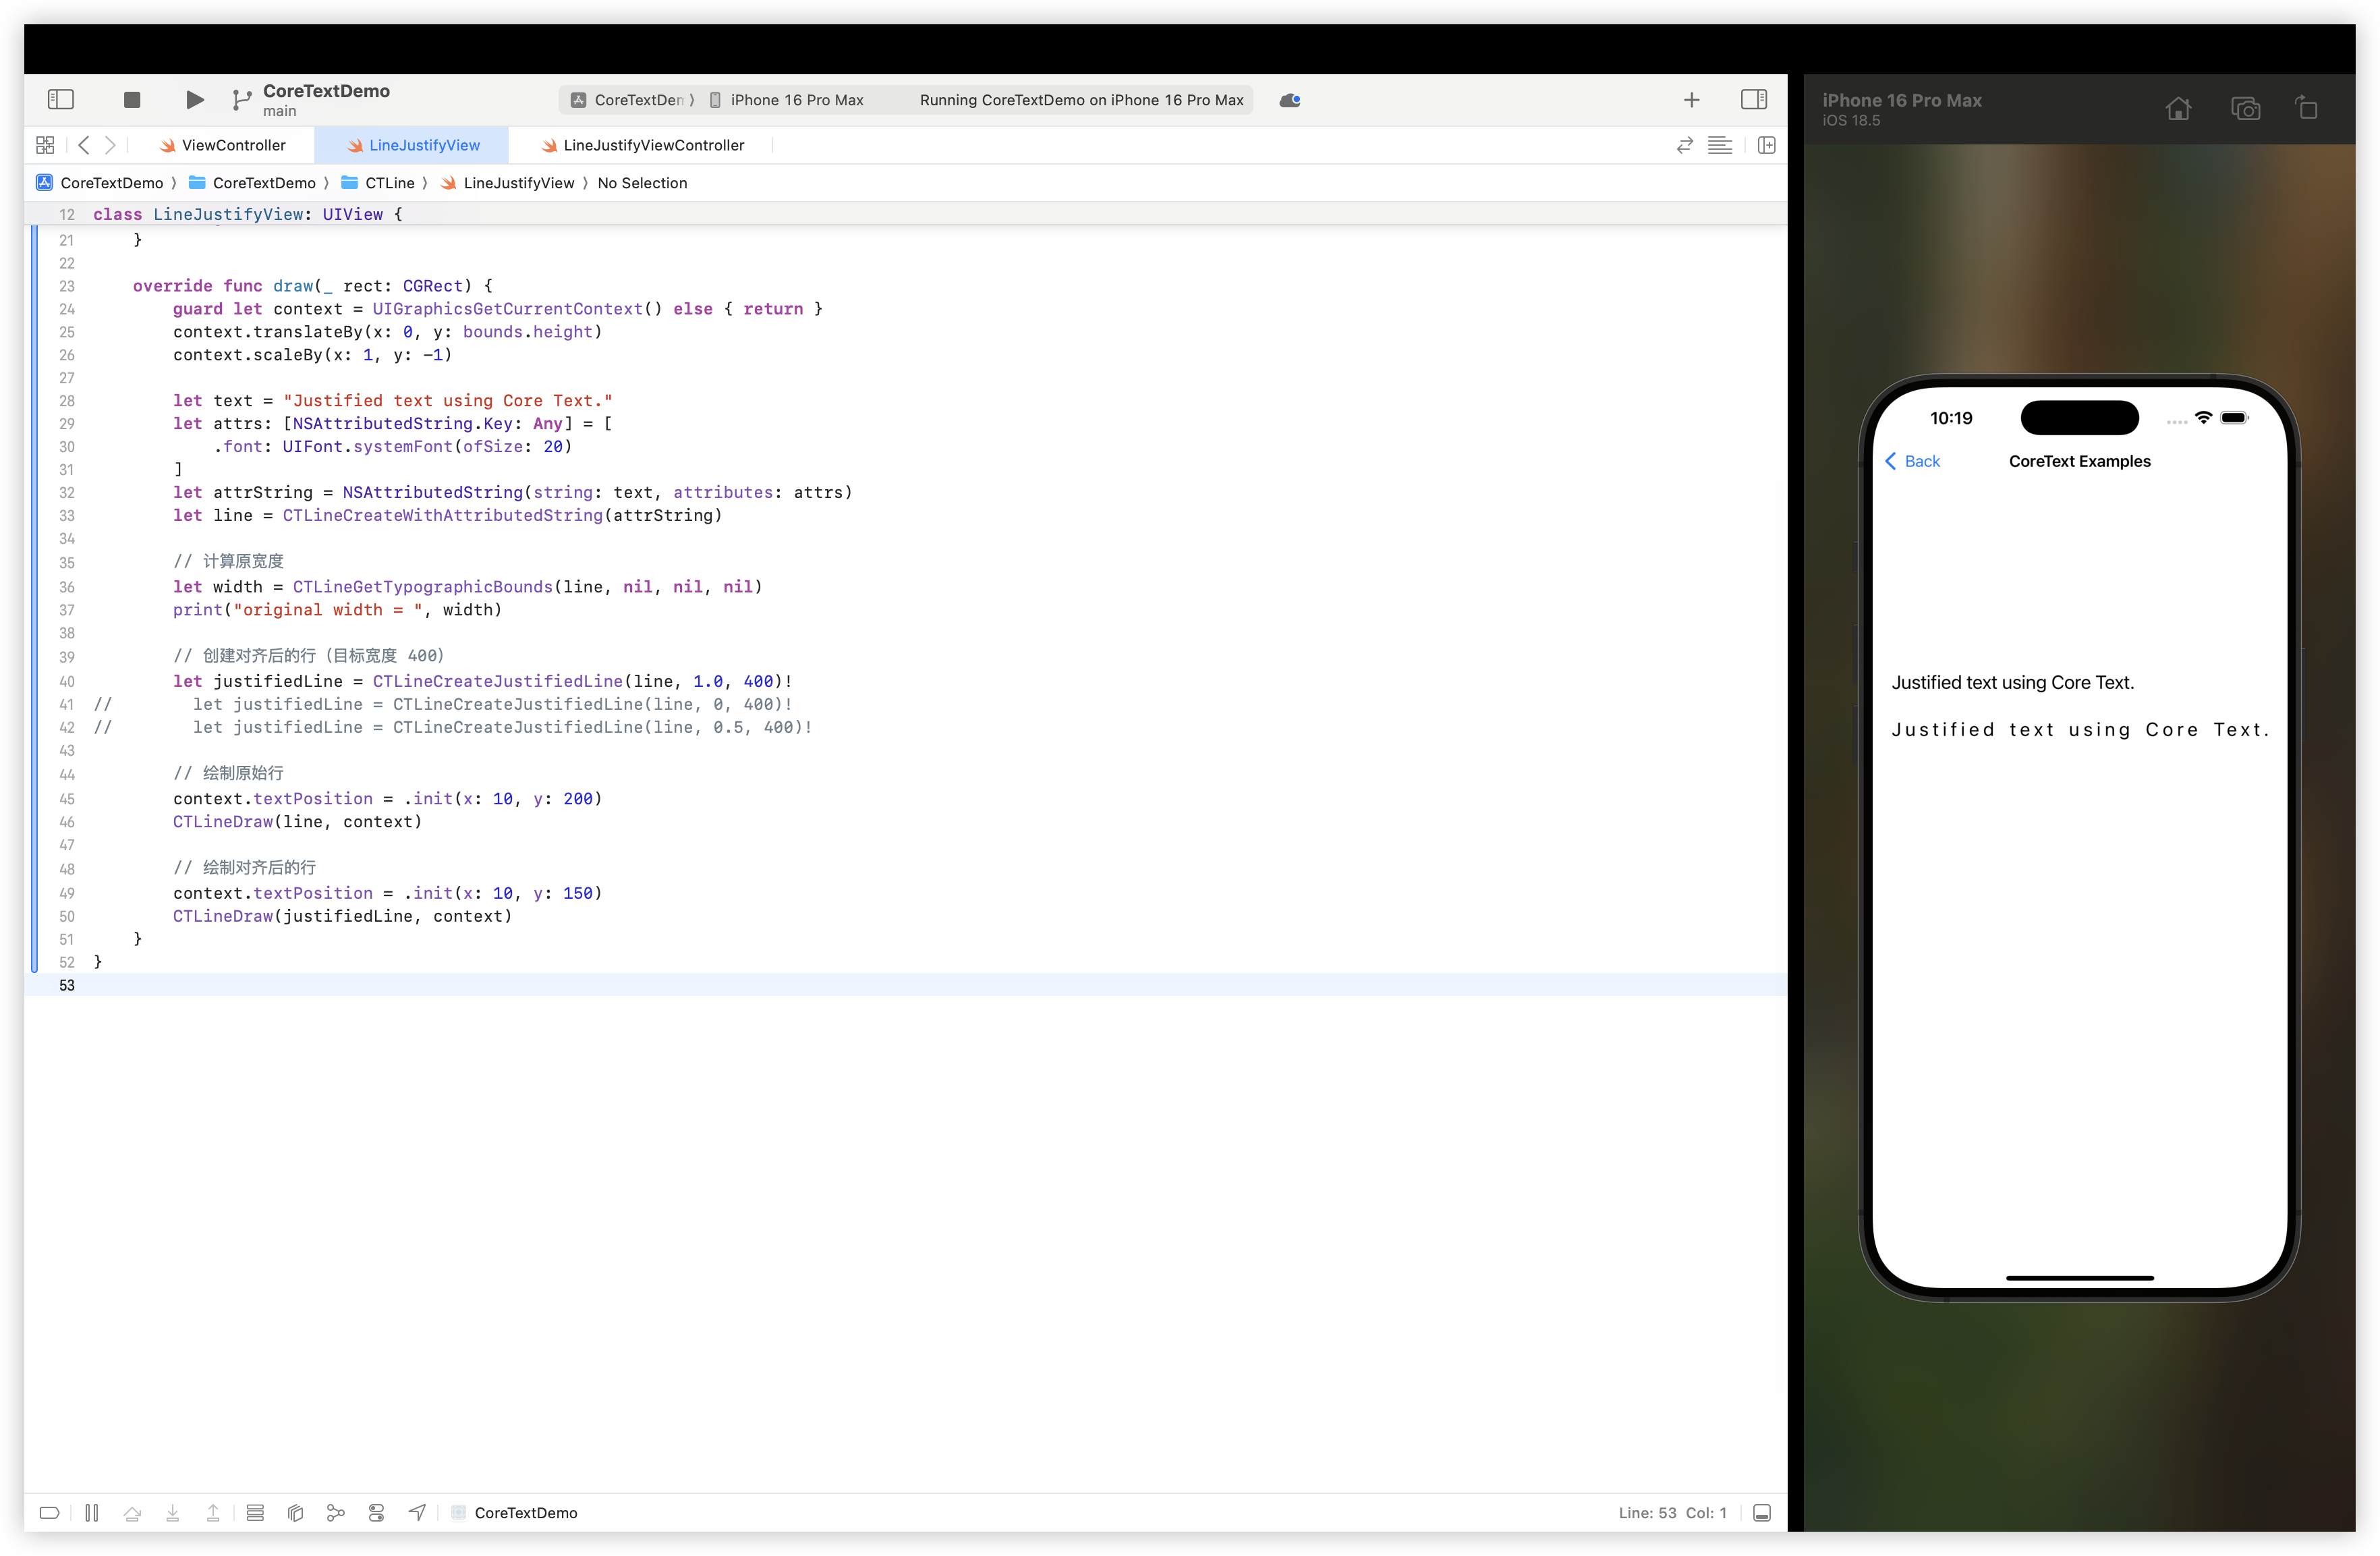 CoreTextDemo
main
CoreTextDem
iPhone 16 Pro Max
Running CoreTextDemo on iPhone 16 Pro Max
ViewController
LineJustifyView
LineJustifyViewController
CoreTextDemo ⟩ CoreTextDemo ⟩ CTLine ⟩ LineJustifyView ⟩ No Selection
12 class LineJustifyView: UIView {
21 }
22
23 override func draw(_ rect: CGRect) {
24 guard let context = UIGraphicsGetCurrentContext() else { return }
25 context.translateBy(x: 0, y: bounds.height)
26 context.scaleBy(x: 1, y: -1)
27
28 let text = "Justified text using Core Text."
29 let attrs: [NSAttributedString.Key: Any] = [
30 .font: UIFont.systemFont(ofSize: 20)
31 ]
32 let attrString = NSAttributedString(string: text, attributes: attrs)
33 let line = CTLineCreateWithAttributedString(attrString)
34
35 // 计算原宽度
36 let width = CTLineGetTypographicBounds(line, nil, nil, nil)
37 print("original width = ", width)
38
39 // 创建对齐后的行（目标宽度 400）
40 let justifiedLine = CTLineCreateJustifiedLine(line, 1.0, 400)!
41 // let justifiedLine = CTLineCreateJustifiedLine(line, 0, 400)!
42 // let justifiedLine = CTLineCreateJustifiedLine(line, 0.5, 400)!
43
44 // 绘制原始行
45 context.textPosition = .init(x: 10, y: 200)
46 CTLineDraw(line, context)
47
48 // 绘制对齐后的行
49 context.textPosition = .init(x: 10, y: 150)
50 CTLineDraw(justifiedLine, context)
51 }
52 }
53
CoreTextDemo
Line: 53 Col: 1
iPhone 16 Pro Max
iOS 18.5
10:19
Back
CoreText Examples
Justified text using Core Text.
Justified text using Core Text.